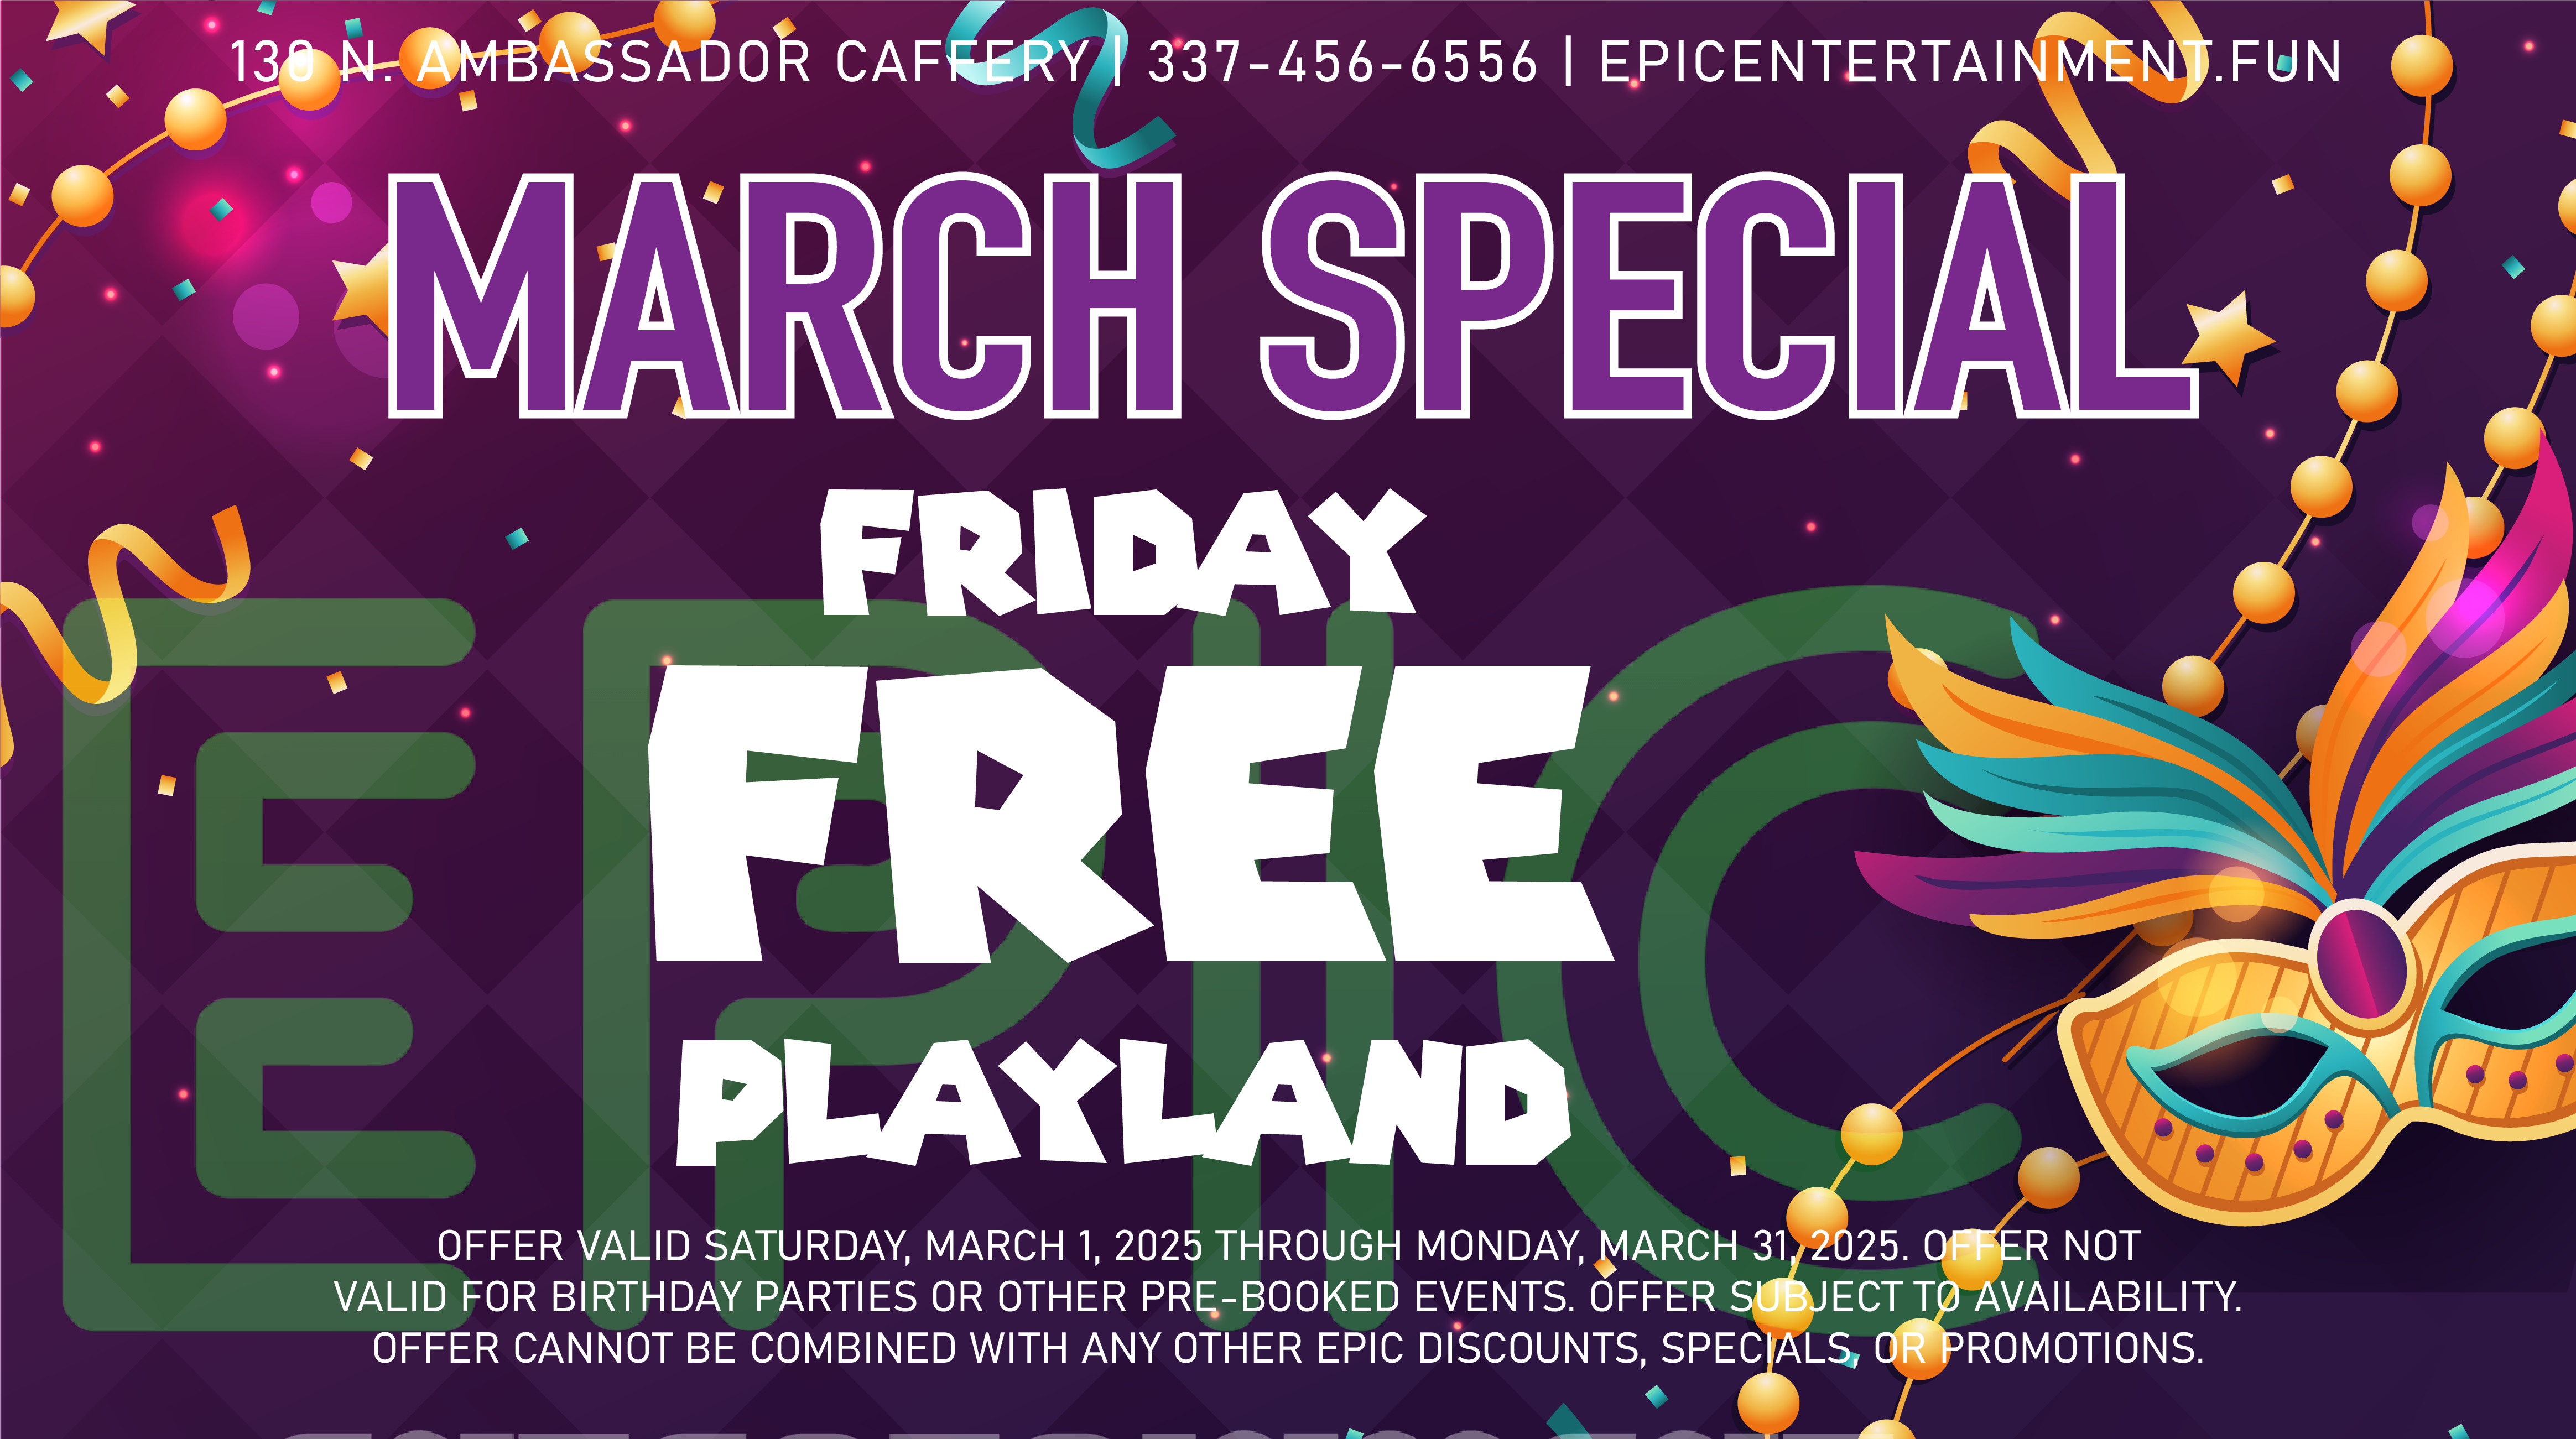 130 N. AMBASSADOR CAFFERY | 337-456-6556 | EPICENTERTAINMENT.FUN
MARCH SPECIAL
FRIDAY
EPIC
FREE
PLAYLAND
OFFER VALID SATURDAY, MARCH 1, 2025 THROUGH MONDAY, MARCH 31, 2025. OFFER NOT
VALID FOR BIRTHDAY PARTIES OR OTHER PRE-BOOKED EVENTS. OFFER SUBJECT TO AVAILABILITY.
OFFER CANNOT BE COMBINED WITH ANY OTHER EPIC DISCOUNTS, SPECIALS, OR PROMOTIONS.